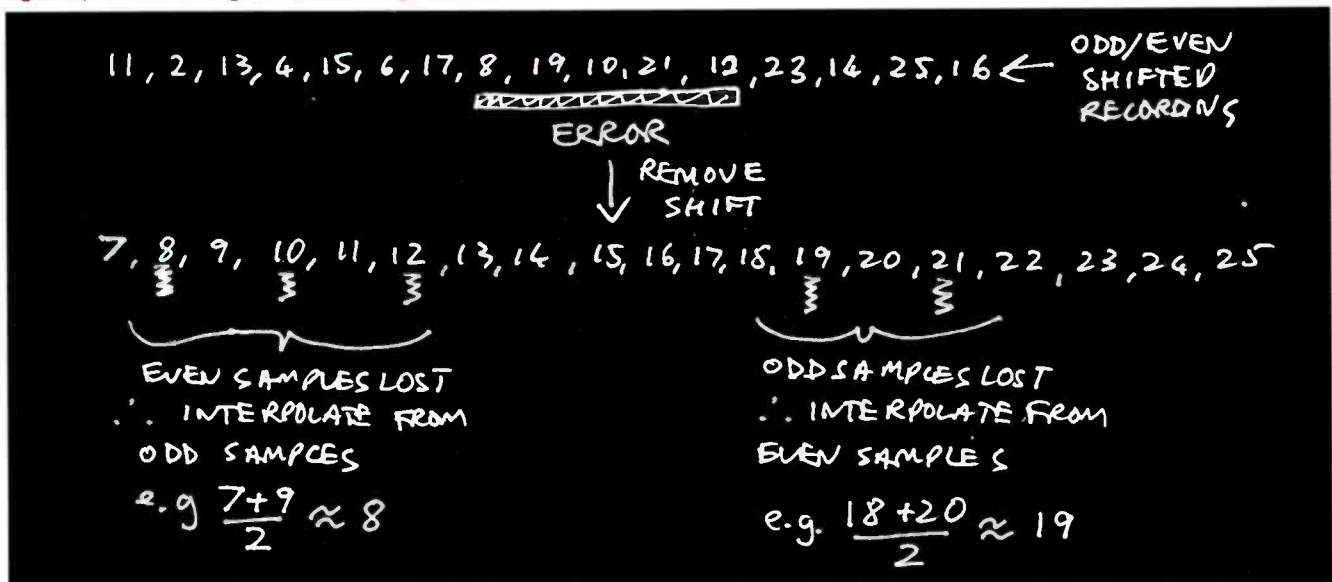 11, 2, 13, 4, 15, 6, 17, 8, 19, 10, 21, 12, 23, 14, 25, 16 ← ODD/EVEN
SHIFTED
RECORDING
ERROR
↓ REMOVE
SHIFT
7, 8, 9, 10, 11, 12, 13, 14, 15, 16, 17, 18, 19, 20, 21, 22, 23, 24, 25
EVEN SAMPLES LOST
∴ INTERPOLATE FROM
ODD SAMPLES
e.g 7+9/2 ≈ 8
ODD SAMPLES LOST
∴ INTERPOLATE FROM
EVEN SAMPLES
e.g. 18+20/2 ≈ 19